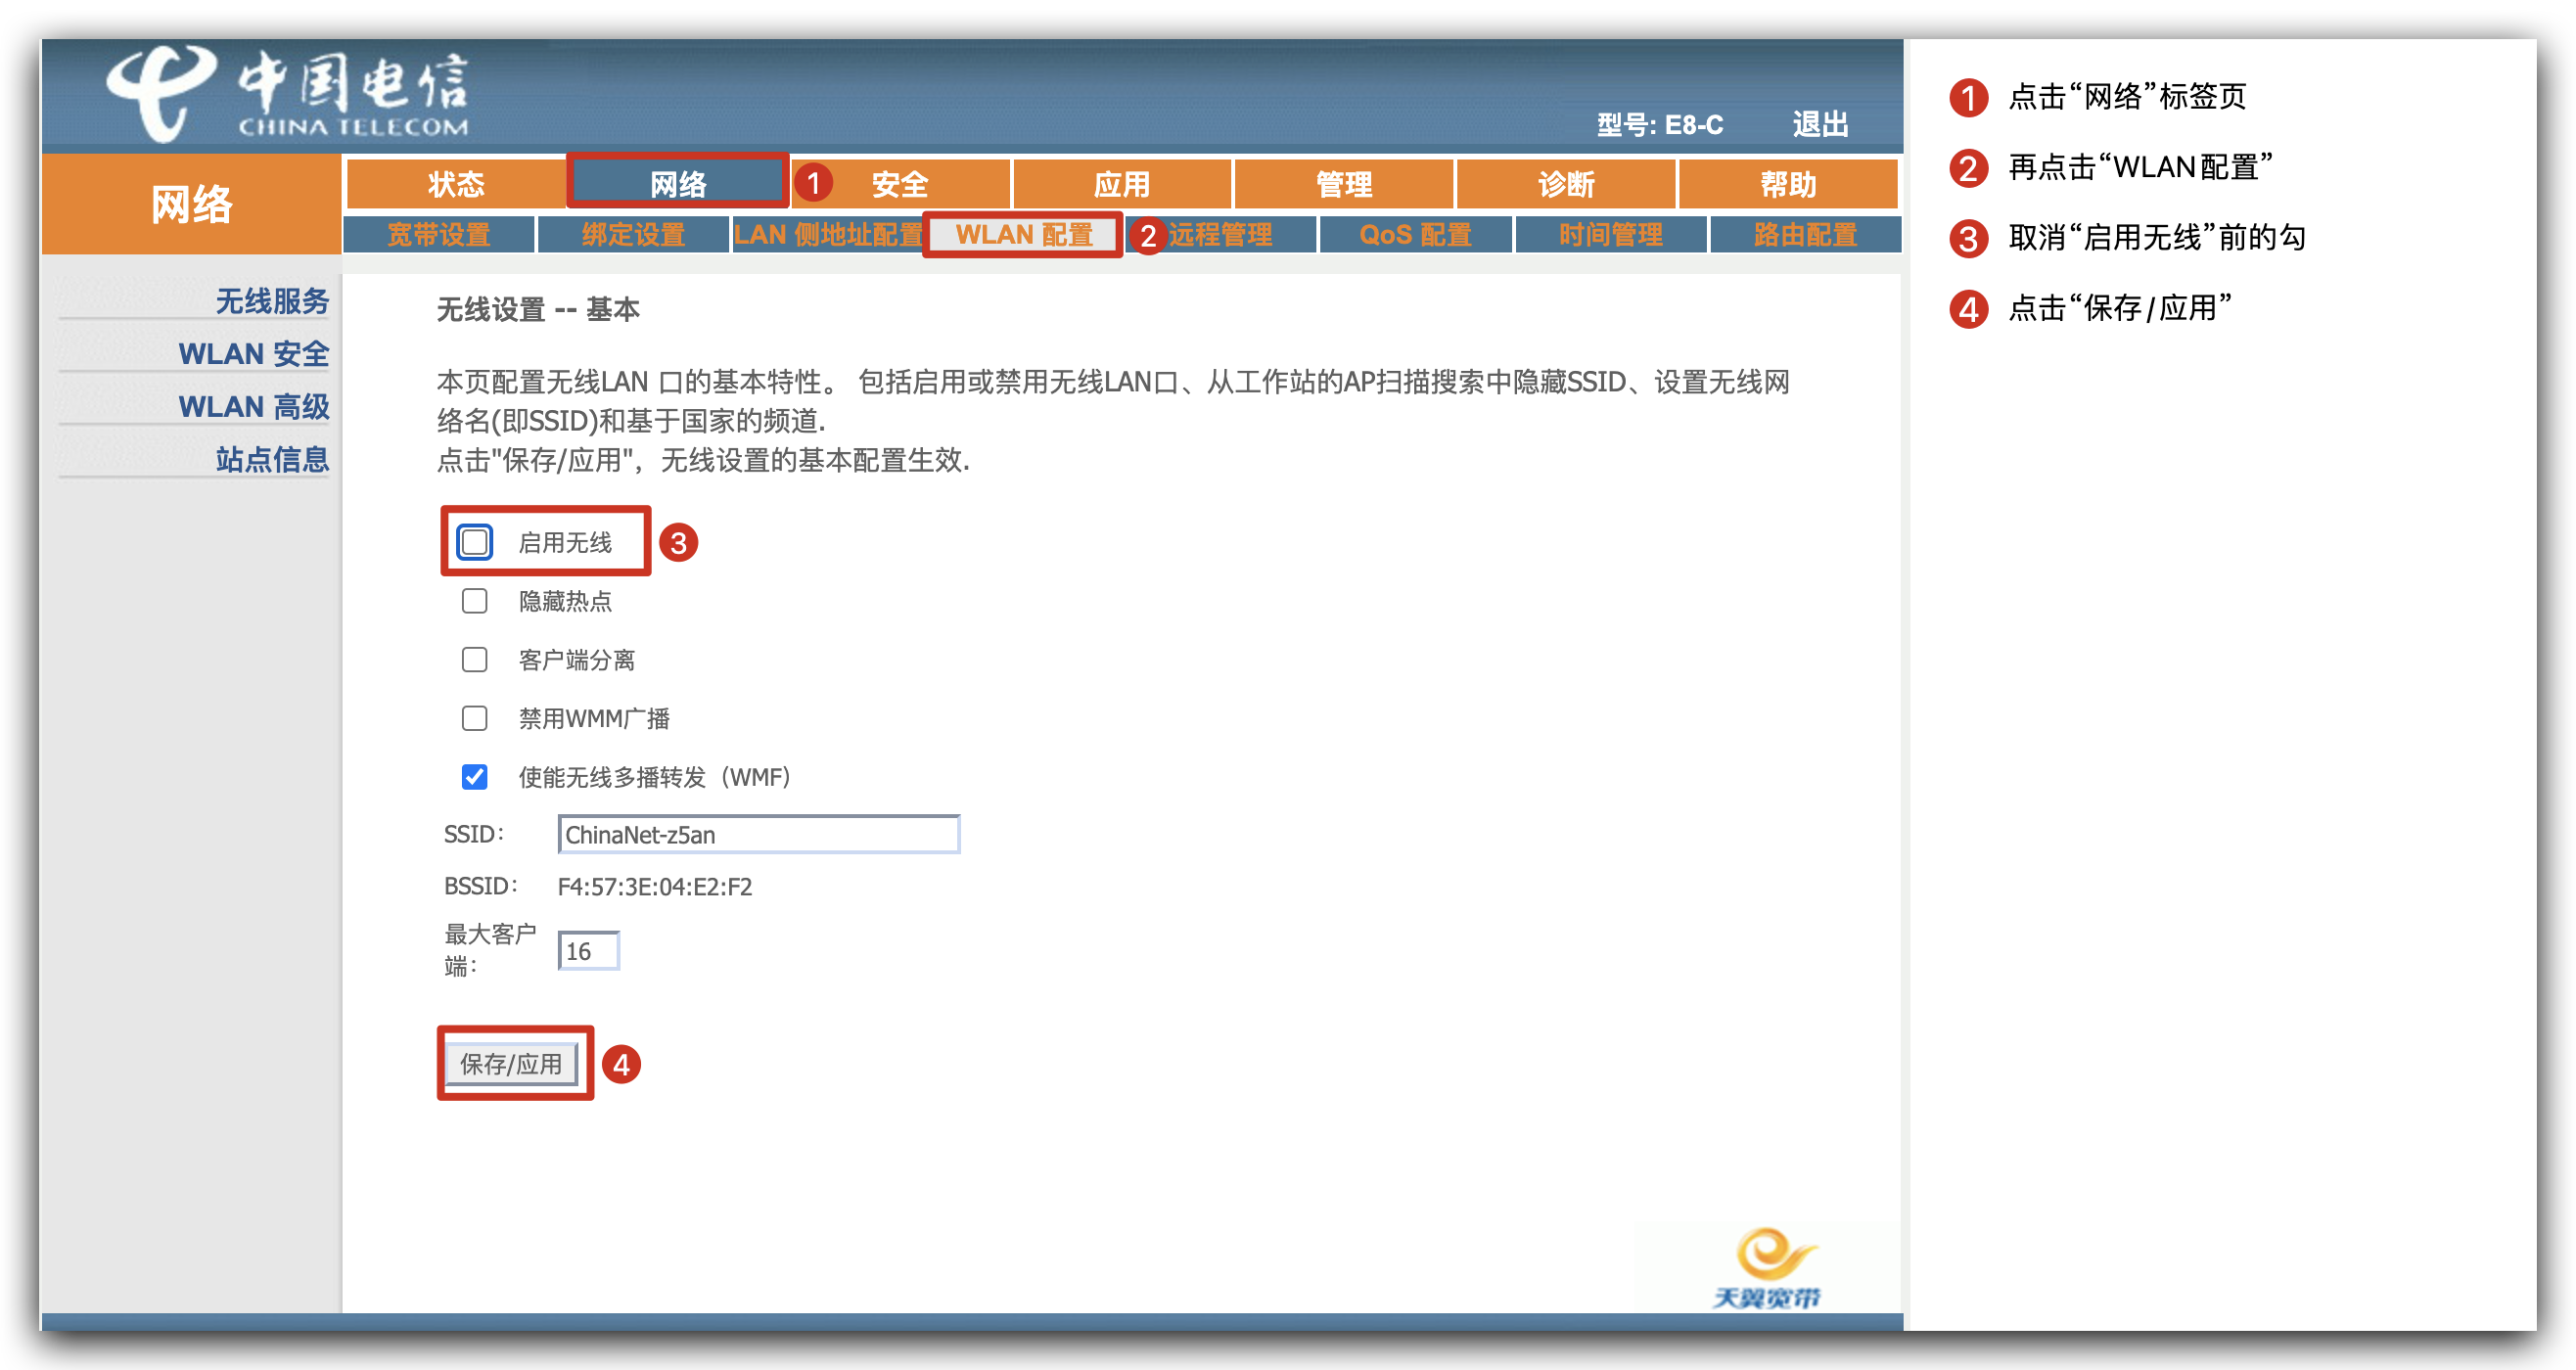 中国电信
CHINA TELECOM
型号: E8-C 退出
网络
状态 网络 1 安全 应用 管理 诊断 帮助
宽带设置 绑定设置 LAN 侧地址配置 WLAN 配置 2 远程管理 QoS 配置 时间管理 路由配置
无线服务
WLAN 安全
WLAN 高级
站点信息
无线设置 -- 基本
本页配置无线LAN 口的基本特性。 包括启用或禁用无线LAN口、从工作站的AP扫描搜索中隐藏SSID、设置无线网
络名(即SSID)和基于国家的频道.
点击"保存/应用"，无线设置的基本配置生效.
启用无线 3
隐藏热点
客户端分离
禁用WMM广播
使能无线多播转发（WMF）
SSID： ChinaNet-z5an
BSSID： F4:57:3E:04:E2:F2
最大客户
端： 16
保存/应用 4
天翼宽带
1 点击“网络”标签页
2 再点击“WLAN配置”
3 取消“启用无线”前的勾
4 点击“保存/应用”